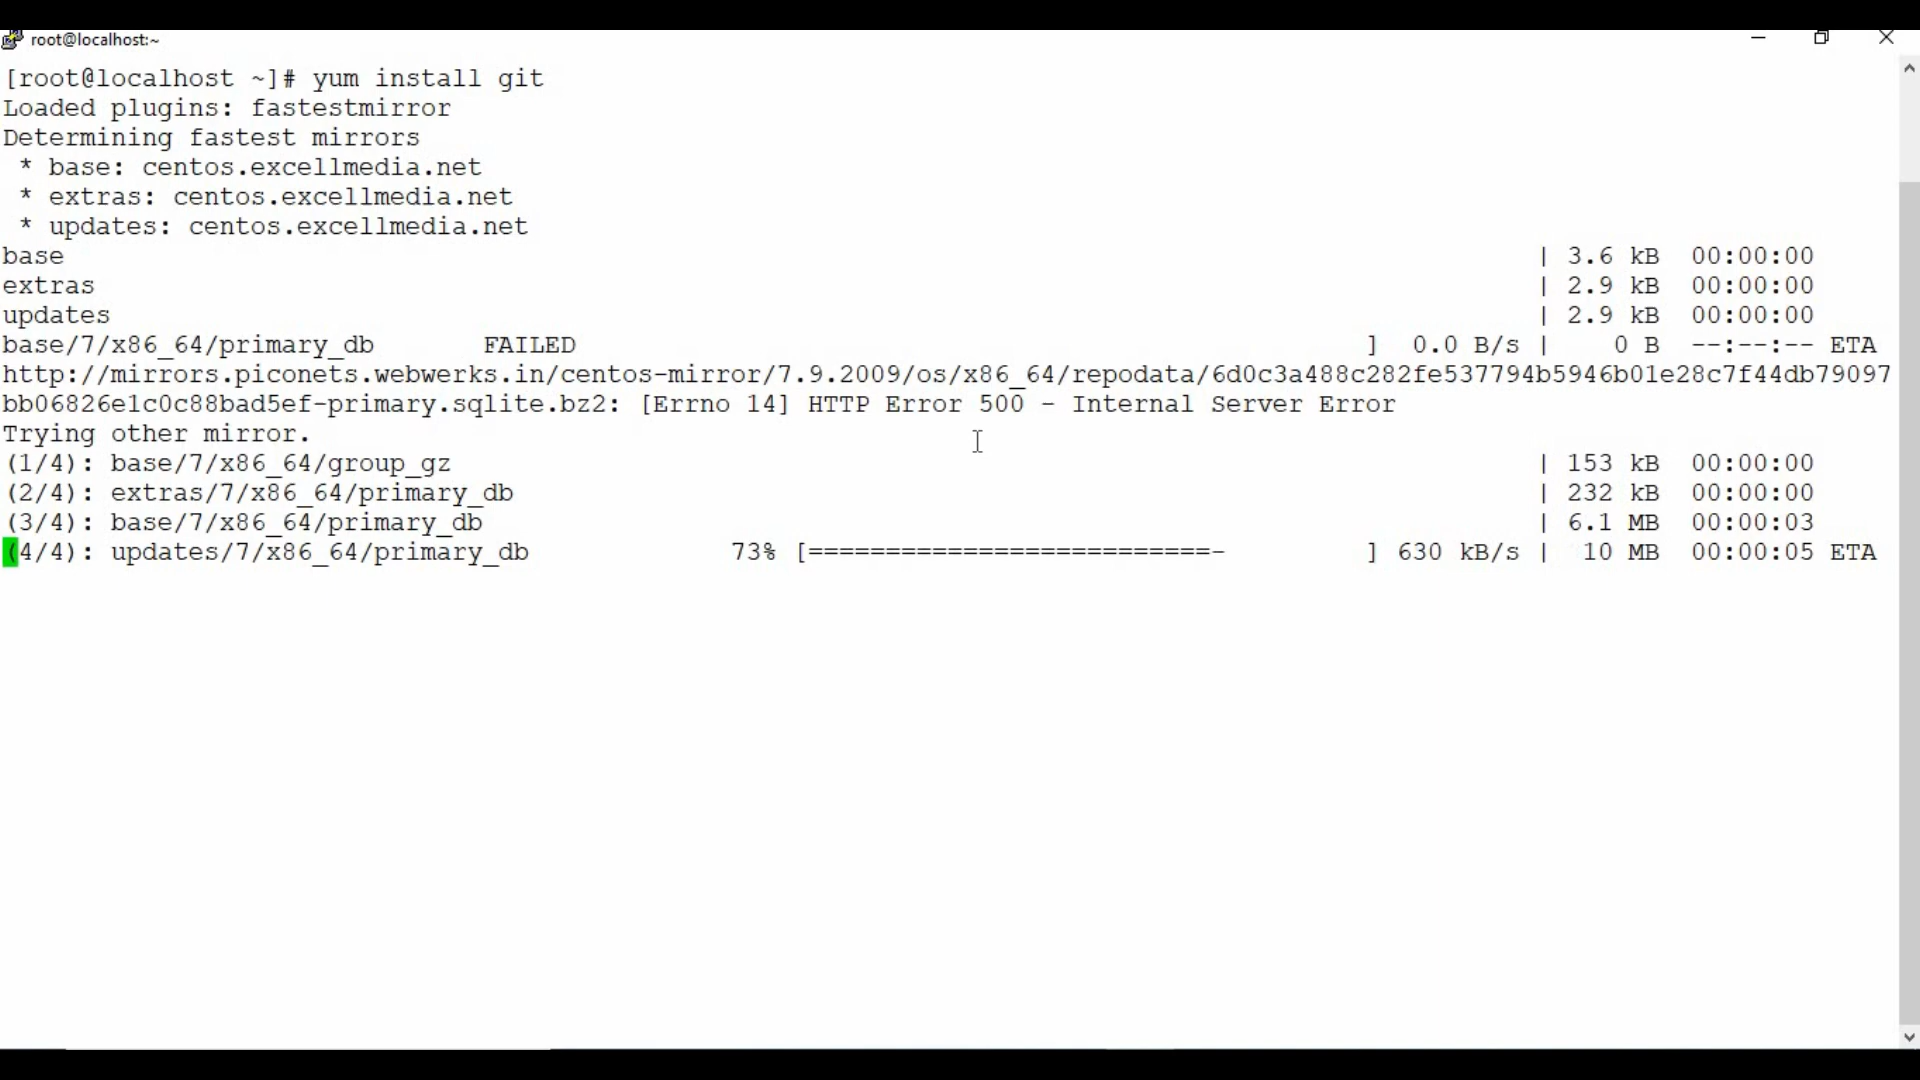 root@localhost:~
[root@localhost ~]# yum install git
Loaded plugins: fastestmirror
Determining fastest mirrors
 * base: centos.excellmedia.net
 * extras: centos.excellmedia.net
 * updates: centos.excellmedia.net
base | 3.6 kB 00:00:00
extras | 2.9 kB 00:00:00
updates | 2.9 kB 00:00:00
base/7/x86_64/primary_db FAILED ] 0.0 B/s | 0 B --:--:-- ETA
http://mirrors.piconets.webwerks.in/centos-mirror/7.9.2009/os/x86_64/repodata/6d0c3a488c282fe537794b5946b01e28c7f44db79097
bb06826e1c0c88bad5ef-primary.sqlite.bz2: [Errno 14] HTTP Error 500 - Internal Server Error
Trying other mirror.
(1/4): base/7/x86_64/group_gz | 153 kB 00:00:00
(2/4): extras/7/x86_64/primary_db | 232 kB 00:00:00
(3/4): base/7/x86_64/primary_db | 6.1 MB 00:00:03
(4/4): updates/7/x86_64/primary_db 73% [==========================- ] 630 kB/s | 10 MB 00:00:05 ETA